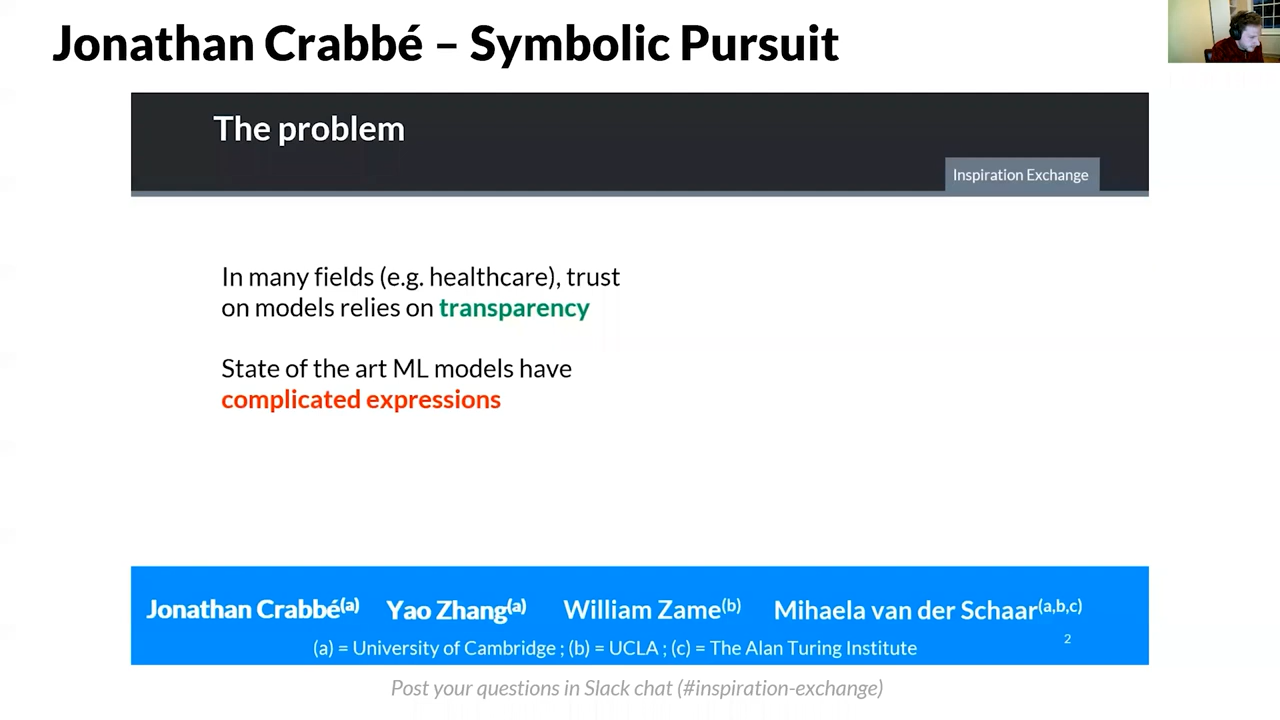 Jonathan Crabbé – Symbolic Pursuit
The problem
Inspiration Exchange
In many fields (e.g. healthcare), trust
on models relies on transparency
State of the art ML models have
complicated expressions
Jonathan Crabbé(a) Yao Zhang(a) William Zame(b) Mihaela van der Schaar(a,b,c)
(a) = University of Cambridge ; (b) = UCLA ; (c) = The Alan Turing Institute
2
Post your questions in Slack chat (#inspiration-exchange)